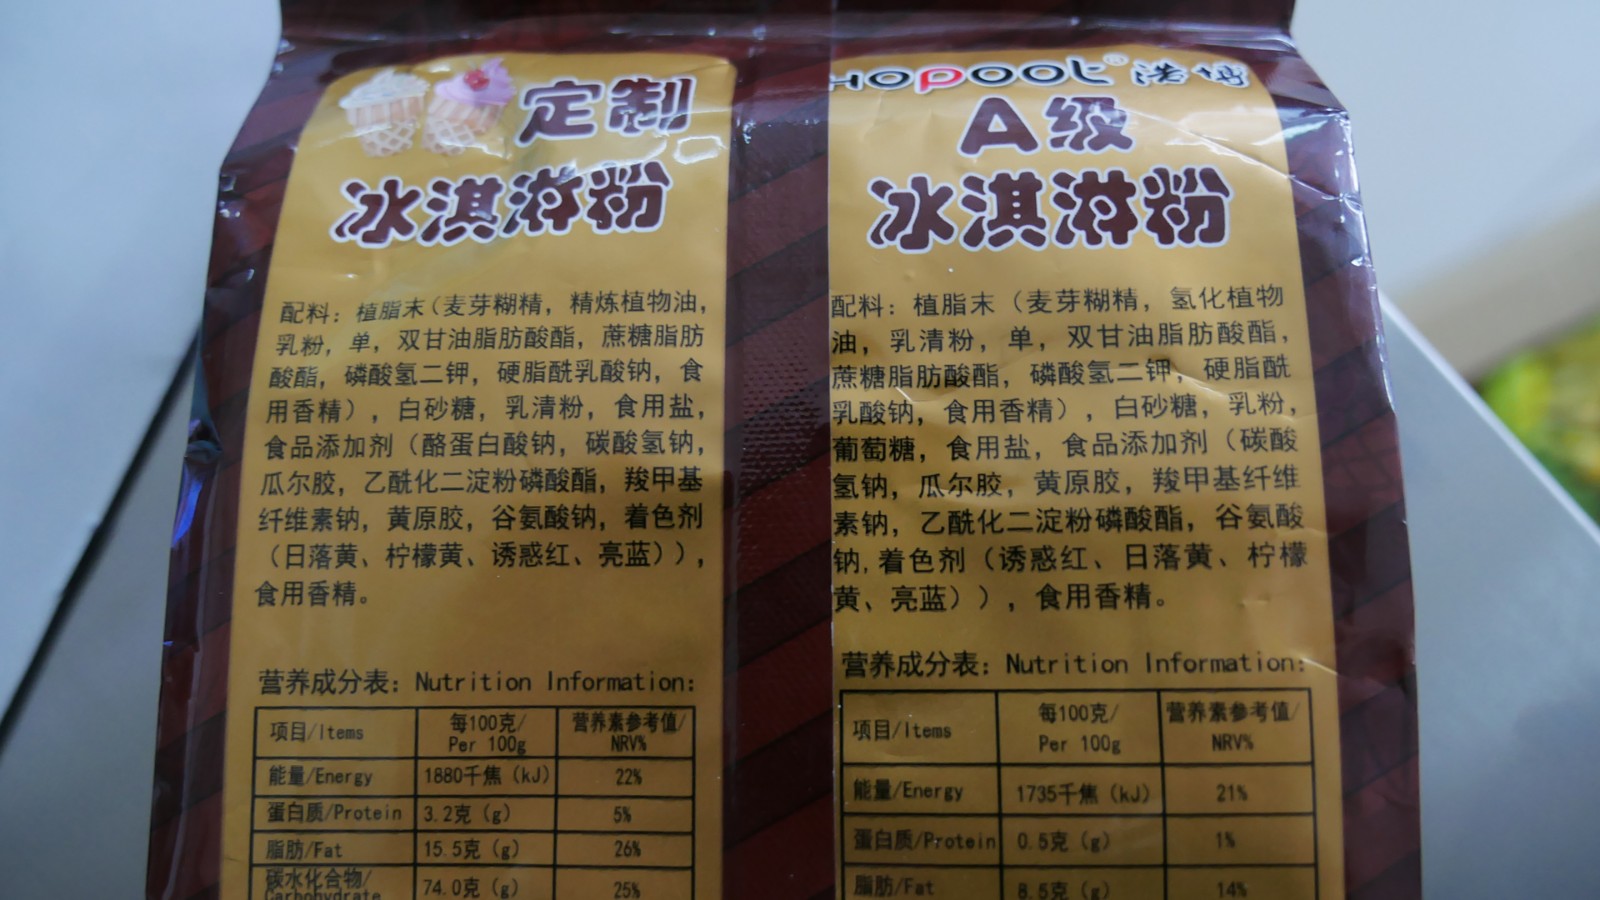 定制
冰淇淋粉
配料：植脂末（麦芽糊精，精炼植物油，
乳粉，单，双甘油脂肪酸酯，蔗糖脂肪
酸酯，磷酸氢二钾，硬脂酰乳酸钠，食
用香精），白砂糖，乳清粉，食用盐，
食品添加剂（酪蛋白酸钠，碳酸氢钠，
瓜尔胶，乙酰化二淀粉磷酸酯，羧甲基
纤维素钠，黄原胶，谷氨酸钠，着色剂
（日落黄、柠檬黄、诱惑红、亮蓝）），
食用香精。
营养成分表：Nutrition Information:
项目/Items 每100克/ Per 100g 营养素参考值/ NRV%
能量/Energy 1880千焦（kJ） 22%
蛋白质/Protein 3.2克（g） 5%
脂肪/Fat 15.5克（g） 26%
碳水化合物/ Carbohydrate 74.0克（g） 25%
HOPOOL® 浩博
A级
冰淇淋粉
配料：植脂末（麦芽糊精，氢化植物
油，乳清粉，单，双甘油脂肪酸酯，
蔗糖脂肪酸酯，磷酸氢二钾，硬脂酰
乳酸钠，食用香精），白砂糖，乳粉，
葡萄糖，食用盐，食品添加剂（碳酸
氢钠，瓜尔胶，黄原胶，羧甲基纤维
素钠，乙酰化二淀粉磷酸酯，谷氨酸
钠,着色剂（诱惑红、日落黄、柠檬
黄、亮蓝）），食用香精。
营养成分表：Nutrition Information:
项目/Items 每100克/ Per 100g 营养素参考值/ NRV%
能量/Energy 1735千焦（kJ） 21%
蛋白质/Protein 0.5克（g） 1%
脂肪/Fat 8.5克（g） 14%